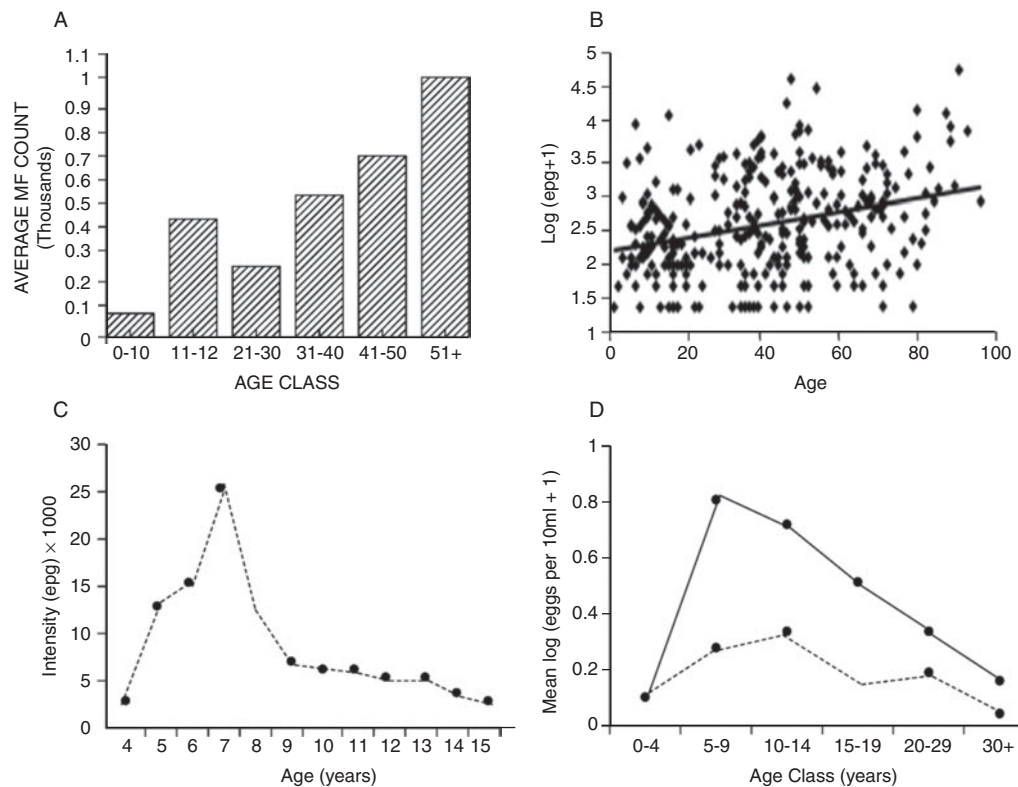 A
AVERAGE MF COUNT
(Thousands)
1.1
1
0.9
0.8
0.7
0.6
0.4
0.2
0.1
0
0-10 11-12 21-30 31-40 41-50 51+
AGE CLASS
B
Log (epg+1)
5
4.5
4
3.5
3
2.5
2
1.5
1
0 20 40 60 80 100
Age
C
Intensity (epg) × 1000
30
25
20
15
10
5
0
4 5 6 7 8 9 10 11 12 13 14 15
Age (years)
D
Mean log (eggs per 10ml + 1)
1
0.8
0.6
0.4
0.2
0
0-4 5-9 10-14 15-19 20-29 30+
Age Class (years)